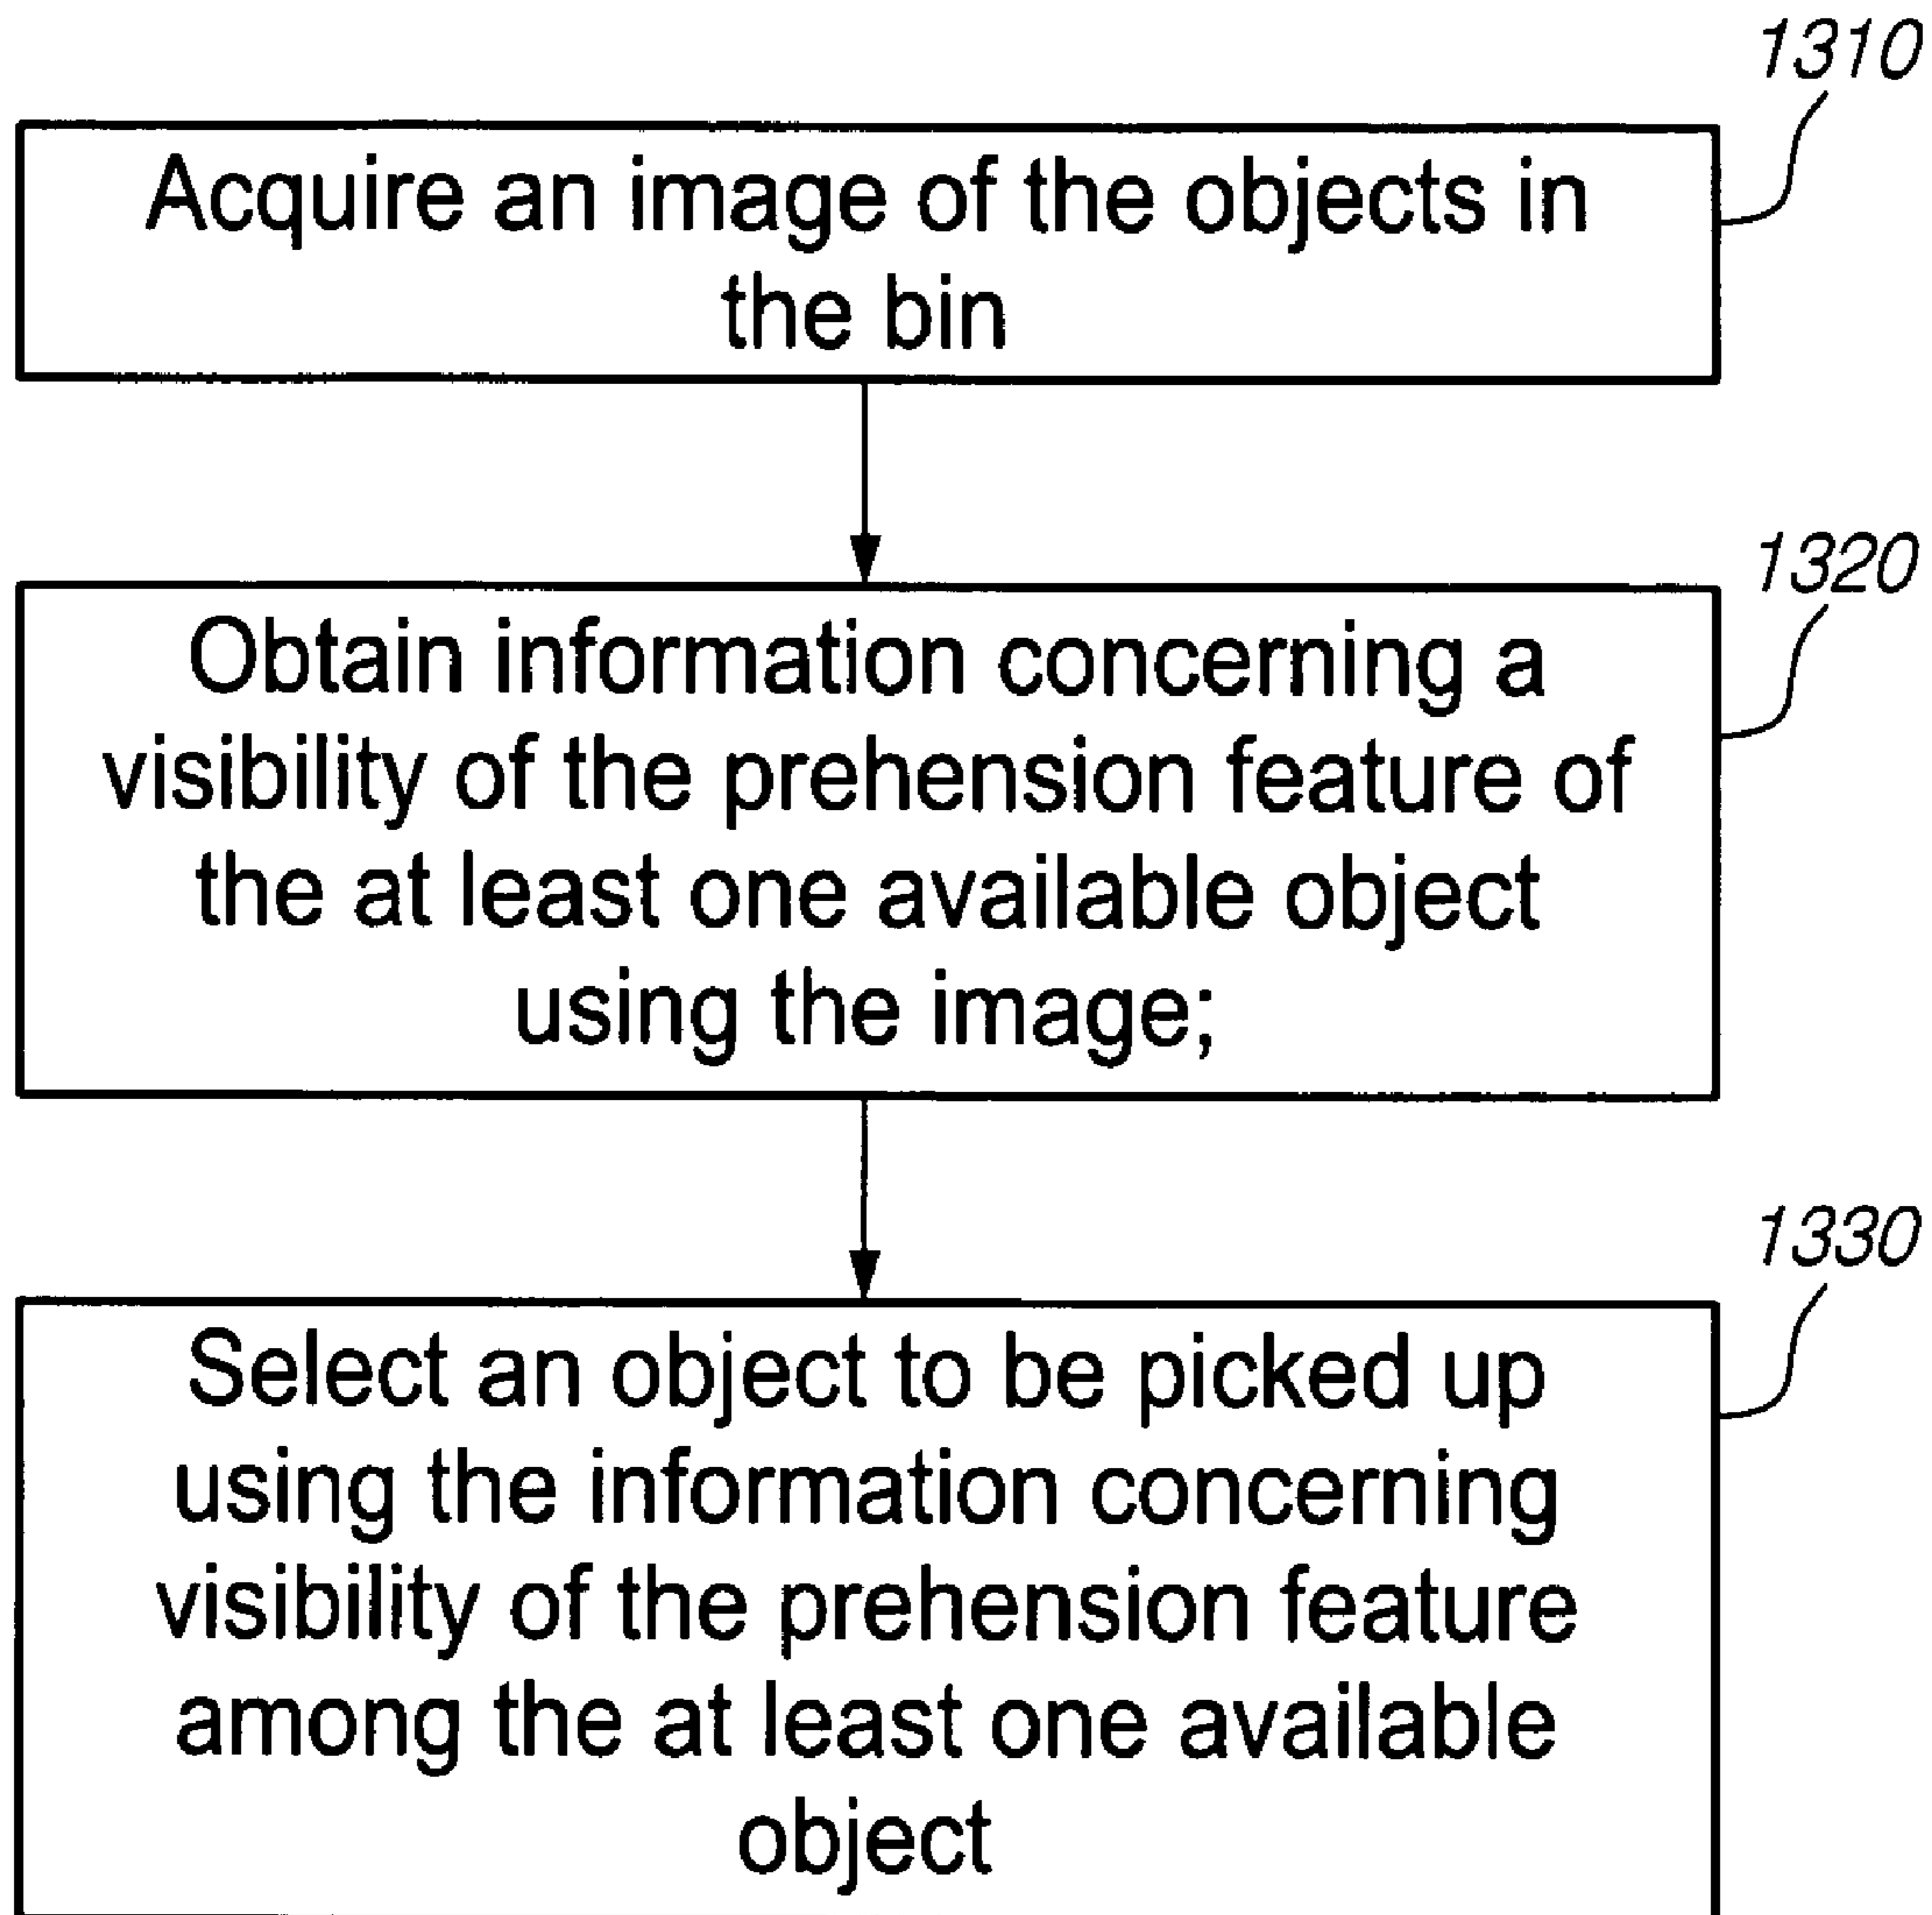 1310
Acquire an image of the objects in
the bin
1320
Obtain information concerning a
visibility of the prehension feature of
the at least one available object
using the image;
1330
Select an object to be picked up
using the information concerning
visibility of the prehension feature
among the at least one available
object